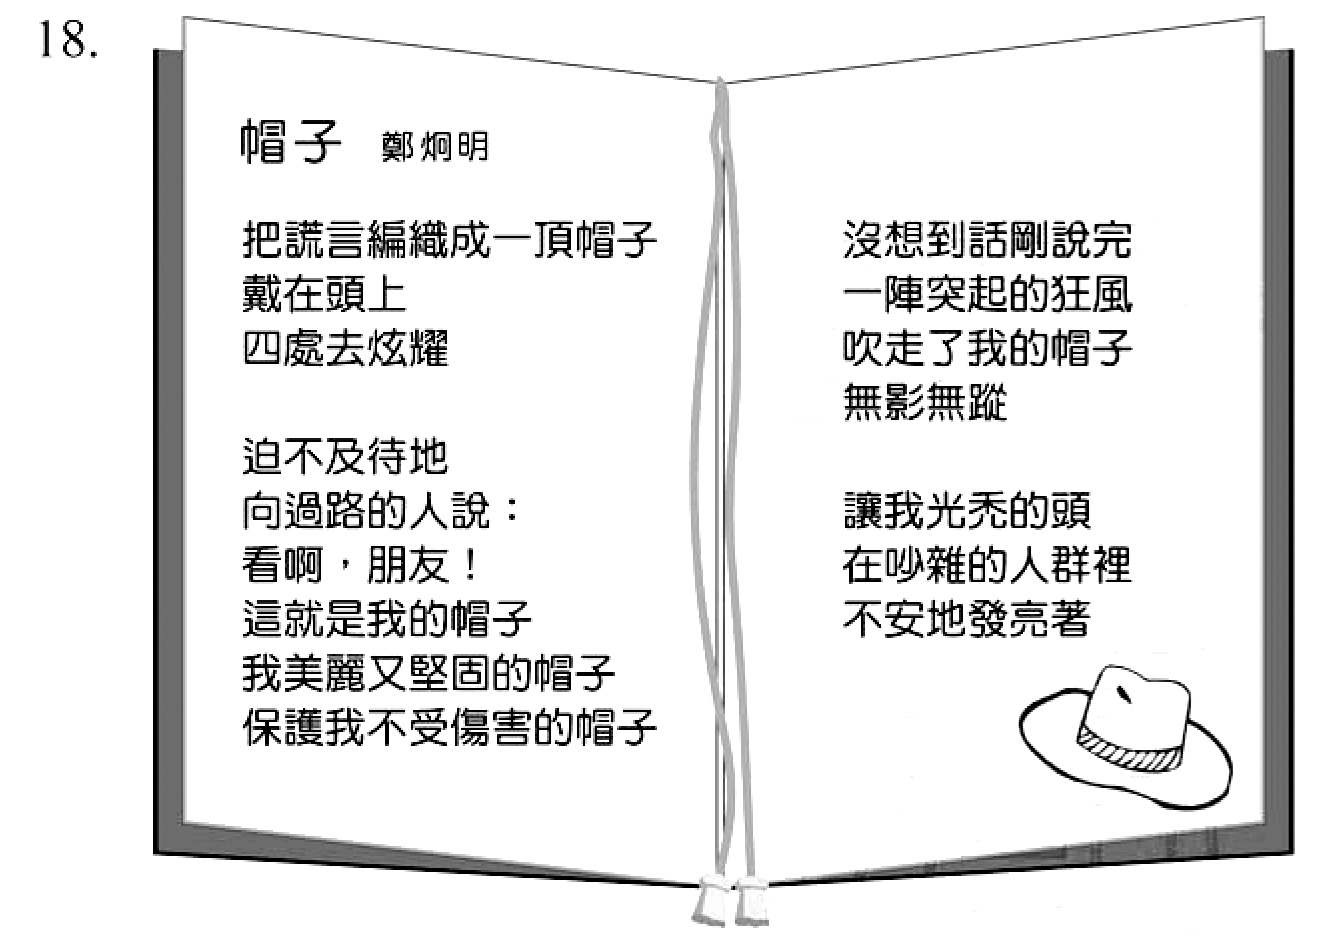 18.
帽子 鄭炯明
把謊言編織成一頂帽子
戴在頭上
四處去炫耀
迫不及待地
向過路的人說：
看啊，朋友！
這就是我的帽子
我美麗又堅固的帽子
保護我不受傷害的帽子
沒想到話剛說完
一陣突起的狂風
吹走了我的帽子
無影無蹤
讓我光禿的頭
在吵雜的人群裡
不安地發亮著